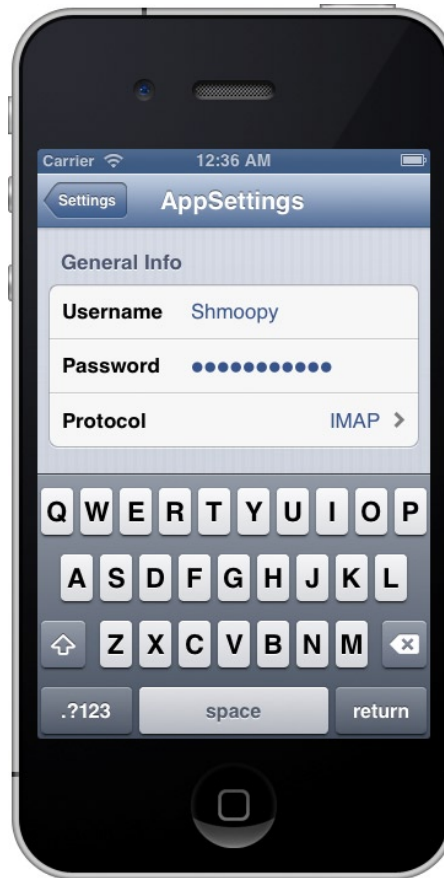 Carrier 12:36 AM
Settings AppSettings
General Info
Username Shmoopy
Password ●●●●●●●●●●●
Protocol IMAP >
Q W E R T Y U I O P
A S D F G H J K L
Z X C V B N M
.?123 space return